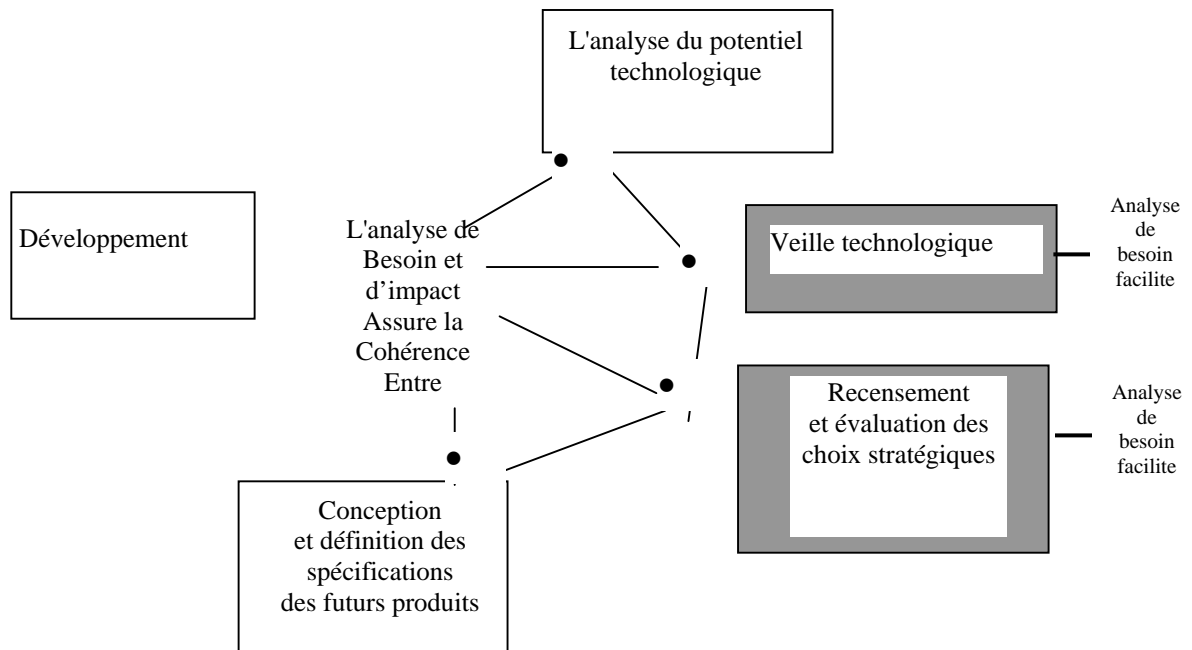 L'analyse du potentiel
technologique
Développement
L'analyse de
Besoin et
d’impact
Assure la
Cohérence
Entre
Veille technologique
Analyse
de
besoin
facilite
Recensement
et évaluation des
choix stratégiques
Analyse
de
besoin
facilite
Conception
et définition des
spécifications
des futurs produits